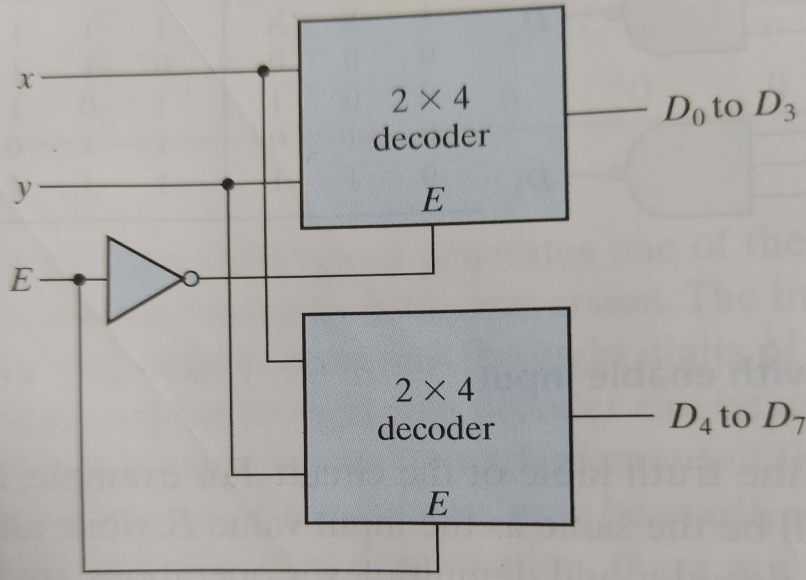 x
2 × 4
decoder
D₀ to D₃
y
E
E
2 × 4
decoder
D₄ to D₇
E